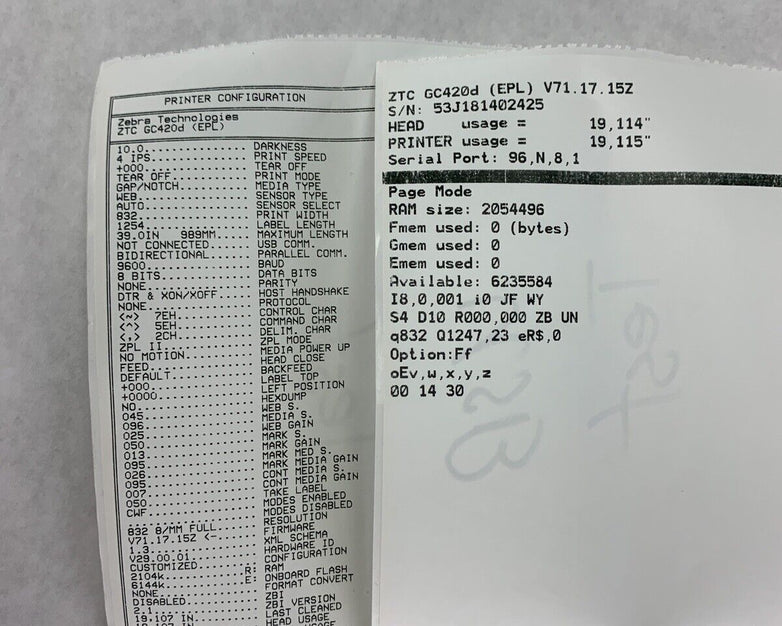 PRINTER CONFIGURATION
Zebra Technologies
ZTC GC420d (EPL)
10.0................ DARKNESS
4 IPS............... PRINT SPEED
+000................ TEAR OFF
TEAR OFF............ PRINT MODE
GAP/NOTCH........... MEDIA TYPE
WEB................. SENSOR TYPE
AUTO................ SENSOR SELECT
832................. PRINT WIDTH
1254................ LABEL LENGTH
39.0IN 989MM..... MAXIMUM LENGTH
NOT CONNECTED....... USB COMM.
BIDIRECTIONAL....... PARALLEL COMM.
9600................ BAUD
8 BITS.............. DATA BITS
NONE................ PARITY
DTR & XON/XOFF...... HOST HANDSHAKE
NONE................ PROTOCOL
<~> 7EH............ CONTROL CHAR
<^> 5EH............ COMMAND CHAR
<,> 2CH............ DELIM. CHAR
ZPL II.............. ZPL MODE
NO MOTION........... MEDIA POWER UP
FEED................ HEAD CLOSE
DEFAULT............. BACKFEED
+000................ LABEL TOP
+0000............... LEFT POSITION
NO.................. HEXDUMP
045................. WEB S.
096................. MEDIA S.
025................. WEB GAIN
050................. MARK S.
013................. MARK GAIN
095................. MARK MED S.
026................. MARK MEDIA GAIN
095................. CONT MEDIA S.
007................. CONT MEDIA GAIN
050................. TAKE LABEL
CWF................. MODES ENABLED
.................... MODES DISABLED
832 8/MM FULL....... RESOLUTION
V71.17.15Z <-....... FIRMWARE
1.3................. XML SCHEMA
V29.00.01........... HARDWARE ID
CUSTOMIZED.......... CONFIGURATION
2104k............R: RAM
6144k............E: ONBOARD FLASH
NONE................ FORMAT CONVERT
DISABLED............ ZBI
2.1................. ZBI VERSION
LAST CLEANED
19,107 IN........... HEAD USAGE
ZTC GC420d (EPL) V71.17.15Z
S/N: 53J181402425
HEAD usage = 19,114"
PRINTER usage = 19,115"
Serial Port: 96,N,8,1
Page Mode
RAM size: 2054496
Fmem used: 0 (bytes)
Gmem used: 0
Emem used: 0
Available: 6235584
I8,0,001 i0 JF WY
S4 D10 R000,000 ZB UN
q832 Q1247,23 eR$,0
Option:Ff
oEv,w,x,y,z
00 14 30